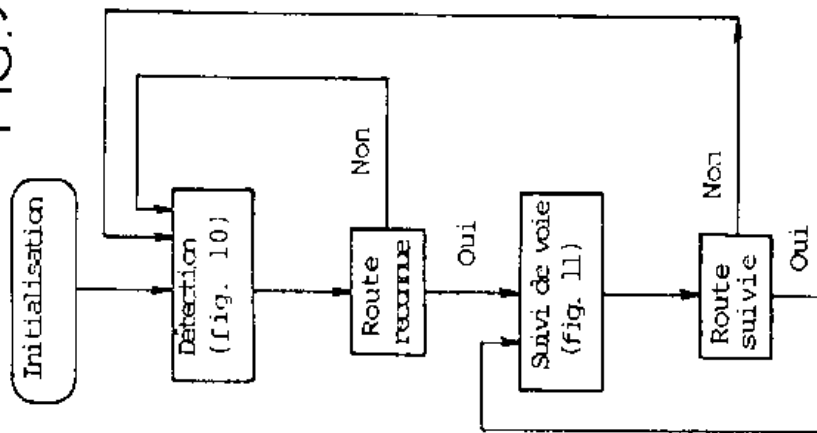 Initialisation
Détection
(fig. 10)
Non
Route
reconnue
Oui
Suivi de voie
(fig. 11)
Non
Route
suivie
Oui